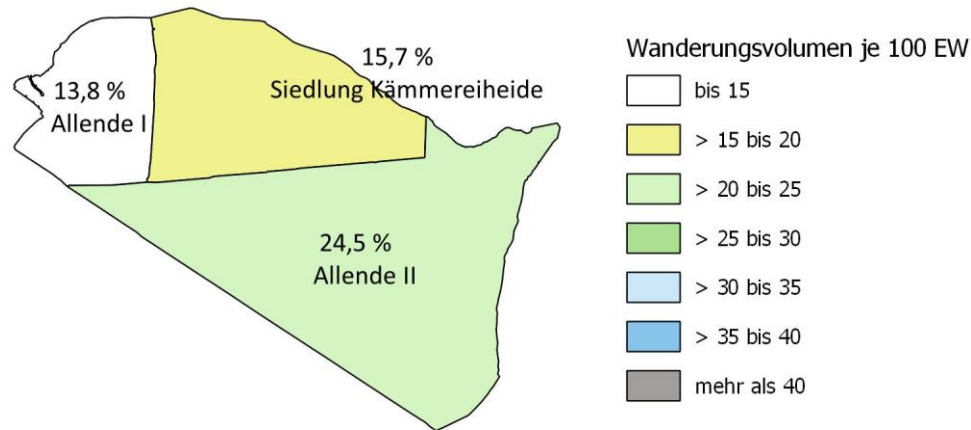 13,8 %
Allende I
15,7 %
Siedlung Kämmereiheide
24,5 %
Allende II
Wanderungsvolumen je 100 EW
bis 15
> 15 bis 20
> 20 bis 25
> 25 bis 30
> 30 bis 35
> 35 bis 40
mehr als 40